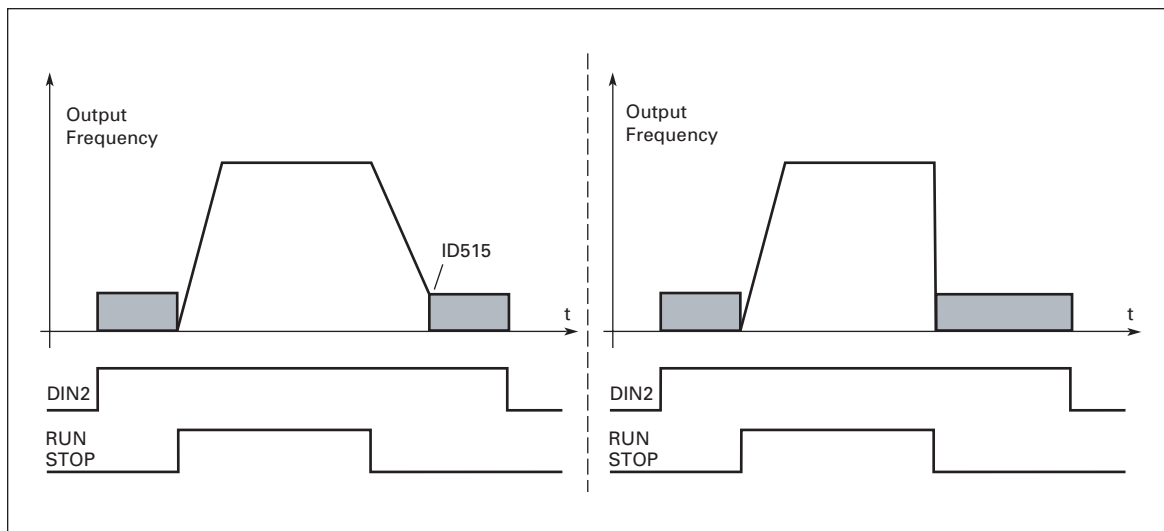 Output
Frequency
ID515
t
DIN2
RUN
STOP
Output
Frequency
t
DIN2
RUN
STOP